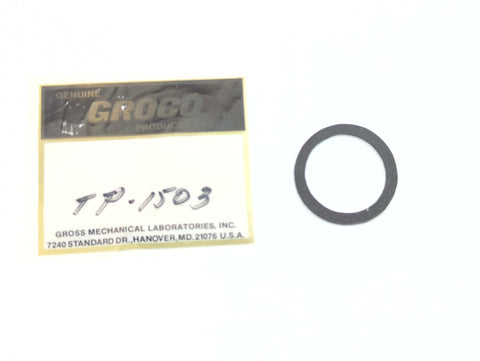 GENUINE
GROCO
PRODUCT
TP-1503
GROSS MECHANICAL LABORATORIES, INC.
7240 STANDARD DR., HANOVER, MD. 21076 U.S.A.